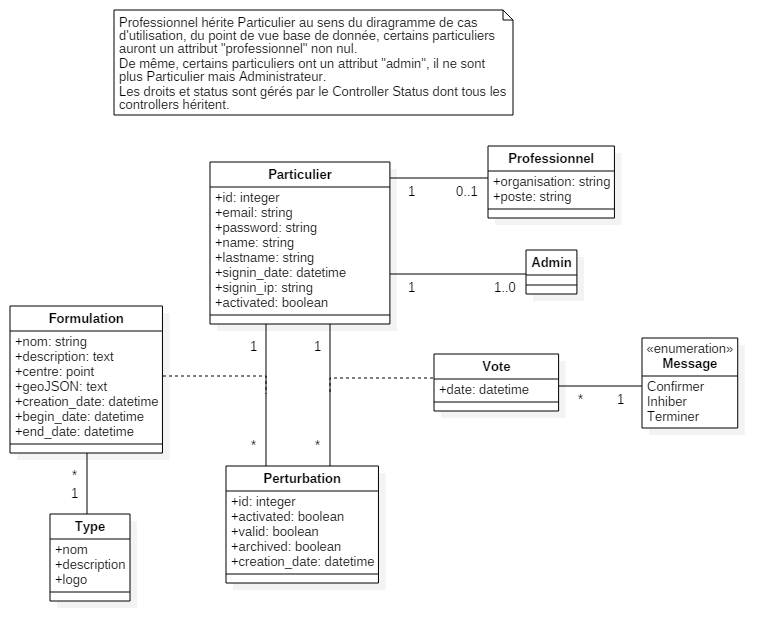 Professionnel hérite Particulier au sens du diragramme de cas
d'utilisation, du point de vue base de donnée, certains particuliers
auront un attribut "professionnel" non nul.
De même, certains particuliers ont un attribut "admin", il ne sont
plus Particulier mais Administrateur.
Les droits et status sont gérés par le Controller Status dont tous les
controllers héritent.
Particulier
+id: integer
+email: string
+password: string
+name: string
+lastname: string
+signin_date: datetime
+signin_ip: string
+activated: boolean
1
0..1
Professionnel
+organisation: string
+poste: string
1
1..0
Admin
Formulation
+nom: string
+description: text
+centre: point
+geoJSON: text
+creation_date: datetime
+begin_date: datetime
+end_date: datetime
1
1
*
*
Vote
+date: datetime
*
1
«enumeration»
Message
Confirmer
Inhiber
Terminer
*
1
Type
+nom
+description
+logo
Perturbation
+id: integer
+activated: boolean
+valid: boolean
+archived: boolean
+creation_date: datetime